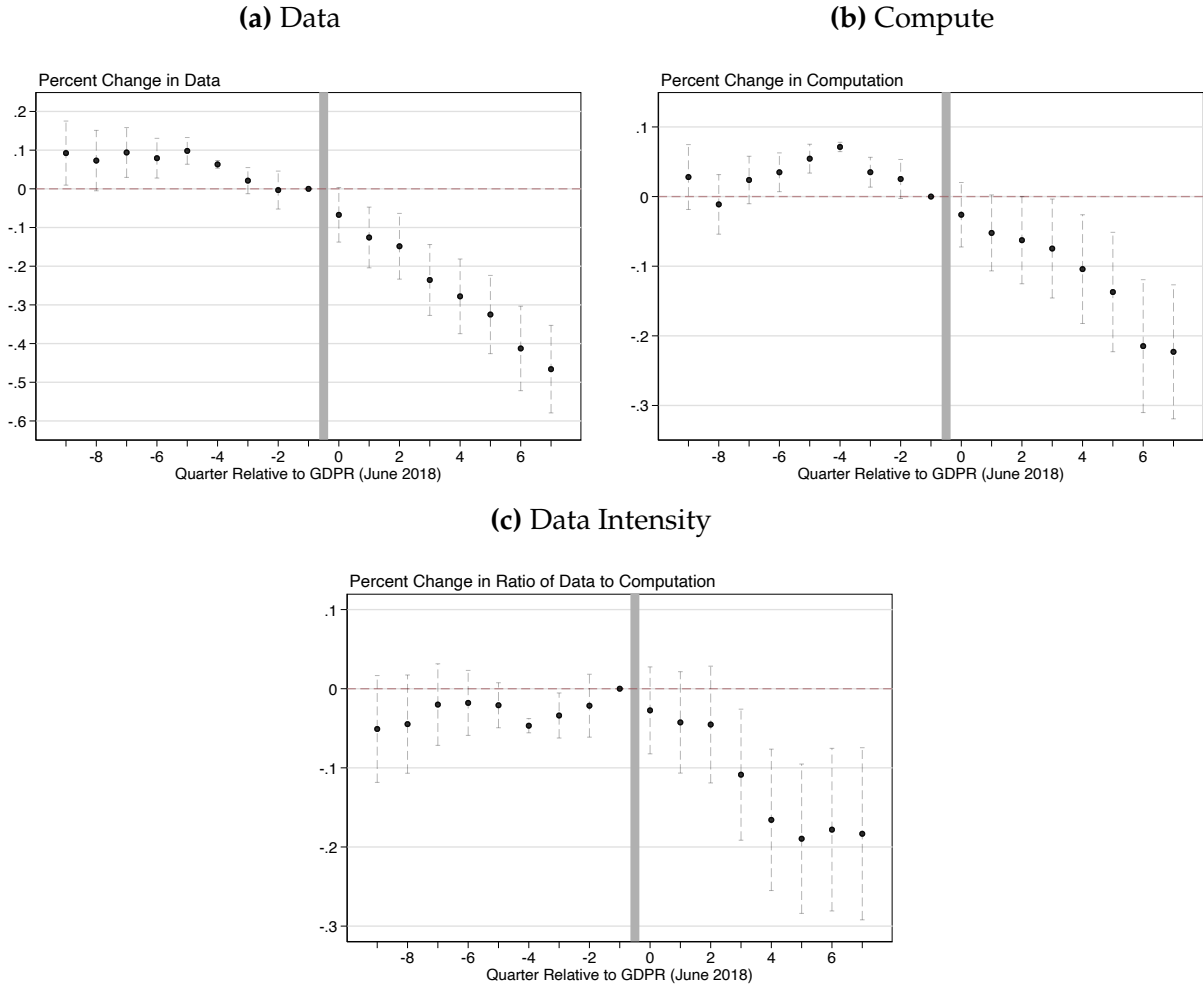 (a) Data
Percent Change in Data
.2
.1
0
-.1
-.2
-.3
-.4
-.5
-.6
-8 -6 -4 -2 0 2 4 6
Quarter Relative to GDPR (June 2018)
(b) Compute
Percent Change in Computation
.1
0
-.1
-.2
-.3
-8 -6 -4 -2 0 2 4 6
Quarter Relative to GDPR (June 2018)
(c) Data Intensity
Percent Change in Ratio of Data to Computation
.1
0
-.1
-.2
-.3
-8 -6 -4 -2 0 2 4 6
Quarter Relative to GDPR (June 2018)